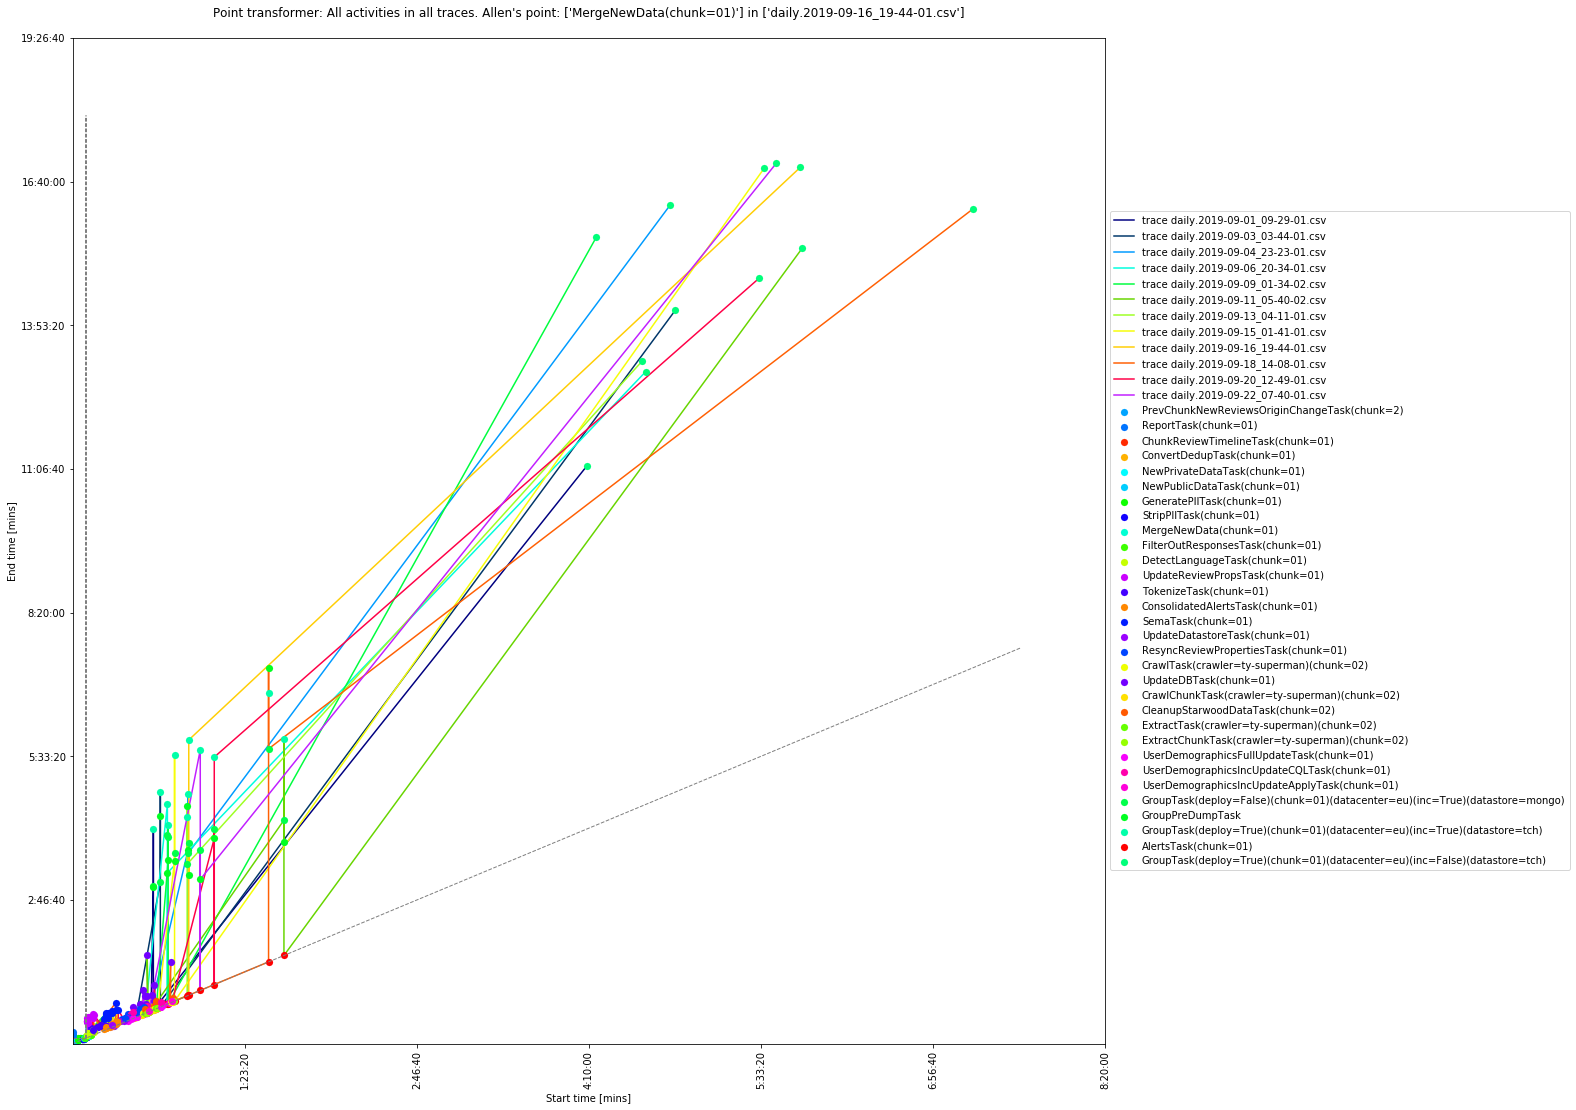 Point transformer: All activities in all traces. Allen's point: ['MergeNewData(chunk=01)'] in ['daily.2019-09-16_19-44-01.csv']
19:26:40
16:40:00
13:53:20
11:06:40
8:20:00
5:33:20
2:46:40
End time [mins]
1:23:20
2:46:40
4:10:00
5:33:20
6:56:40
8:20:00
Start time [mins]
trace daily.2019-09-01_09-29-01.csv
trace daily.2019-09-03_03-44-01.csv
trace daily.2019-09-04_23-23-01.csv
trace daily.2019-09-06_20-34-01.csv
trace daily.2019-09-09_01-34-02.csv
trace daily.2019-09-11_05-40-02.csv
trace daily.2019-09-13_04-11-01.csv
trace daily.2019-09-15_01-41-01.csv
trace daily.2019-09-16_19-44-01.csv
trace daily.2019-09-18_14-08-01.csv
trace daily.2019-09-20_12-49-01.csv
trace daily.2019-09-22_07-40-01.csv
PrevChunkNewReviewsOriginChangeTask(chunk=2)
ReportTask(chunk=01)
ChunkReviewTimelineTask(chunk=01)
ConvertDedupTask(chunk=01)
NewPrivateDataTask(chunk=01)
NewPublicDataTask(chunk=01)
GeneratePIITask(chunk=01)
StripPIITask(chunk=01)
MergeNewData(chunk=01)
FilterOutResponsesTask(chunk=01)
DetectLanguageTask(chunk=01)
UpdateReviewPropsTask(chunk=01)
TokenizeTask(chunk=01)
ConsolidatedAlertsTask(chunk=01)
SemaTask(chunk=01)
UpdateDatastoreTask(chunk=01)
ResyncReviewPropertiesTask(chunk=01)
CrawlTask(crawler=ty-superman)(chunk=02)
UpdateDBTask(chunk=01)
CrawlChunkTask(crawler=ty-superman)(chunk=02)
CleanupStarwoodDataTask(chunk=02)
ExtractTask(crawler=ty-superman)(chunk=02)
ExtractChunkTask(crawler=ty-superman)(chunk=02)
UserDemographicsFullUpdateTask(chunk=01)
UserDemographicsIncUpdateCQLTask(chunk=01)
UserDemographicsIncUpdateApplyTask(chunk=01)
GroupTask(deploy=False)(chunk=01)(datacenter=eu)(inc=True)(datastore=mongo)
GroupPreDumpTask
GroupTask(deploy=True)(chunk=01)(datacenter=eu)(inc=True)(datastore=tch)
AlertsTask(chunk=01)
GroupTask(deploy=True)(chunk=01)(datacenter=eu)(inc=False)(datastore=tch)